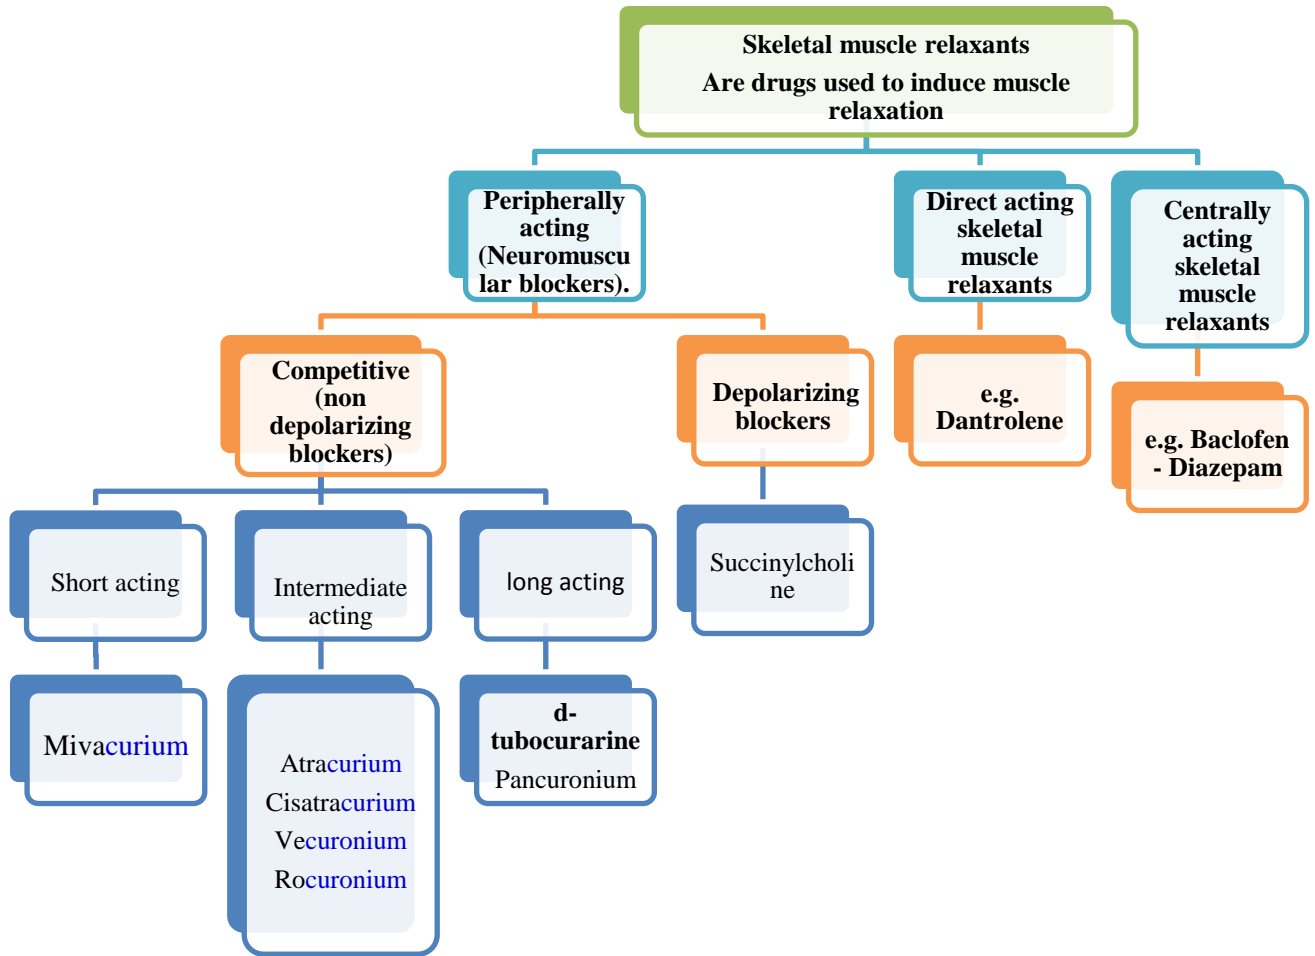 Skeletal muscle relaxants
Are drugs used to induce muscle
relaxation
Peripherally
acting
(Neuromuscu
lar blockers).
Direct acting
skeletal
muscle
relaxants
Centrally
acting
skeletal
muscle
relaxants
Competitive
(non
depolarizing
blockers)
Depolarizing
blockers
e.g.
Dantrolene
e.g. Baclofen
- Diazepam
Short acting
Intermediate
acting
long acting
Succinylcholi
ne
Mivacurium
Atracurium
Cisatracurium
Vecuronium
Rocuronium
d-
tubocurarine
Pancuronium